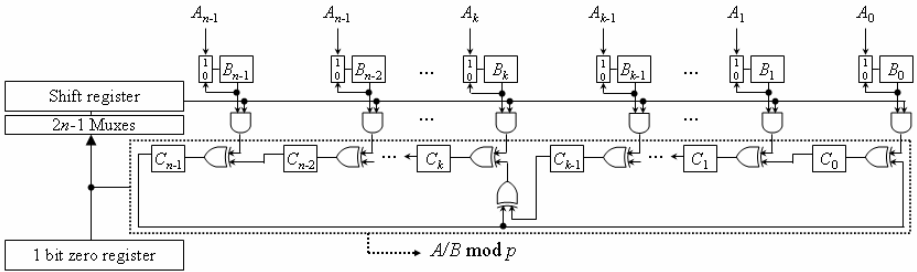 A_{n-1} A_{n-1} A_k A_{k-1} A_1 A_0
1 0 B_{n-1} 1 0 B_{n-2} ... 1 0 B_k 1 0 B_{k-1} ... 1 0 B_1 1 0 B_0
Shift register
2n-1 Muxes
... ...
C_{n-1} C_{n-2} ... C_k C_{k-1} ... C_1 C_0
1 bit zero register
A/B mod p